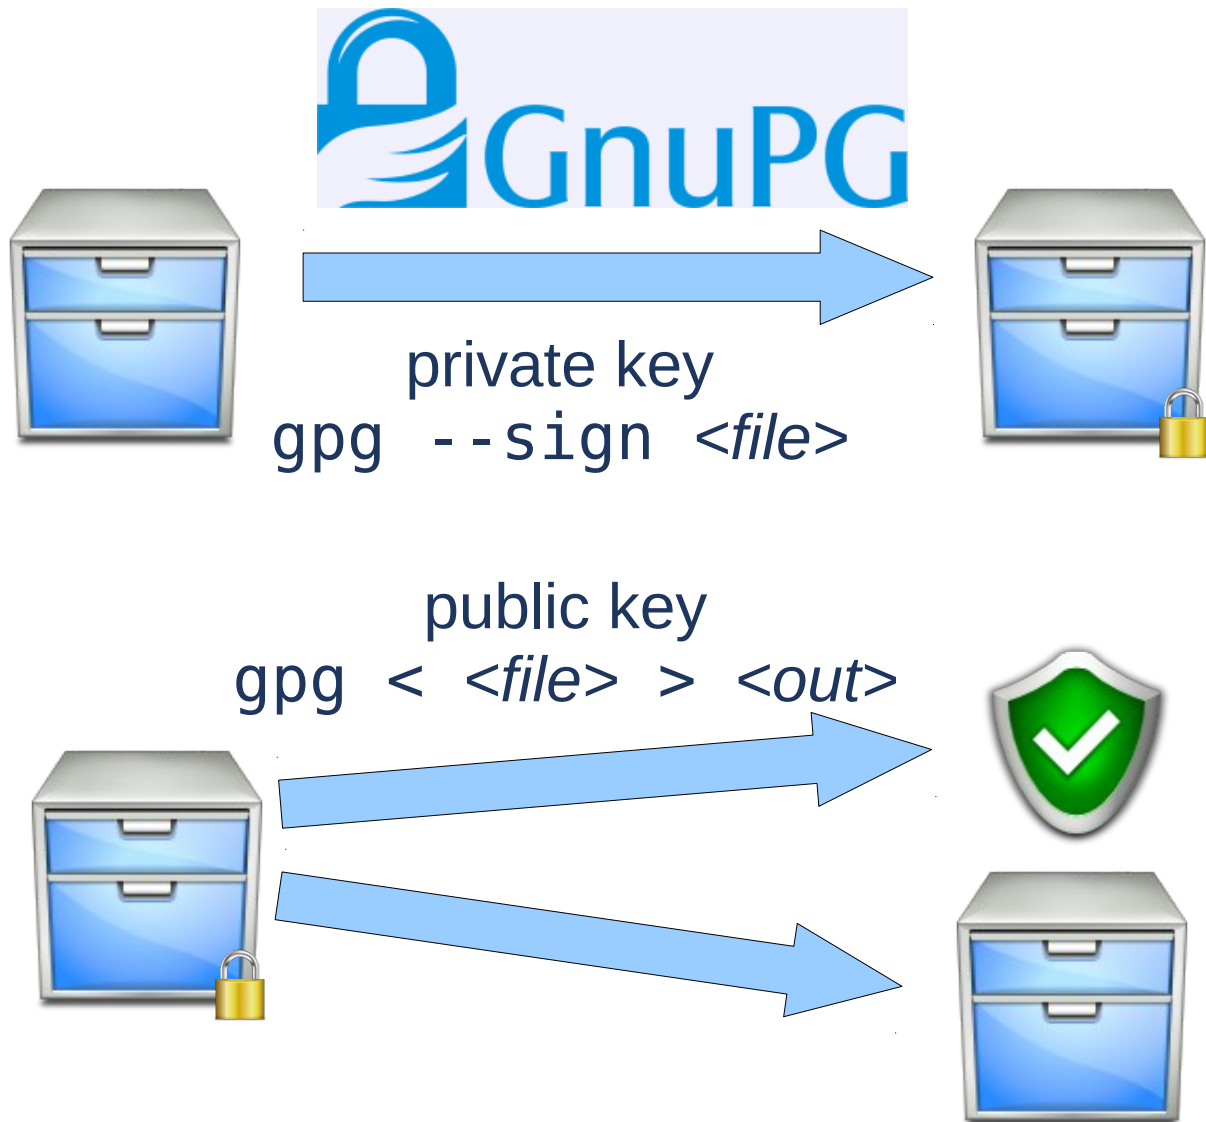 GnuPG
private key
gpg --sign <file>
public key
gpg < <file> > <out>